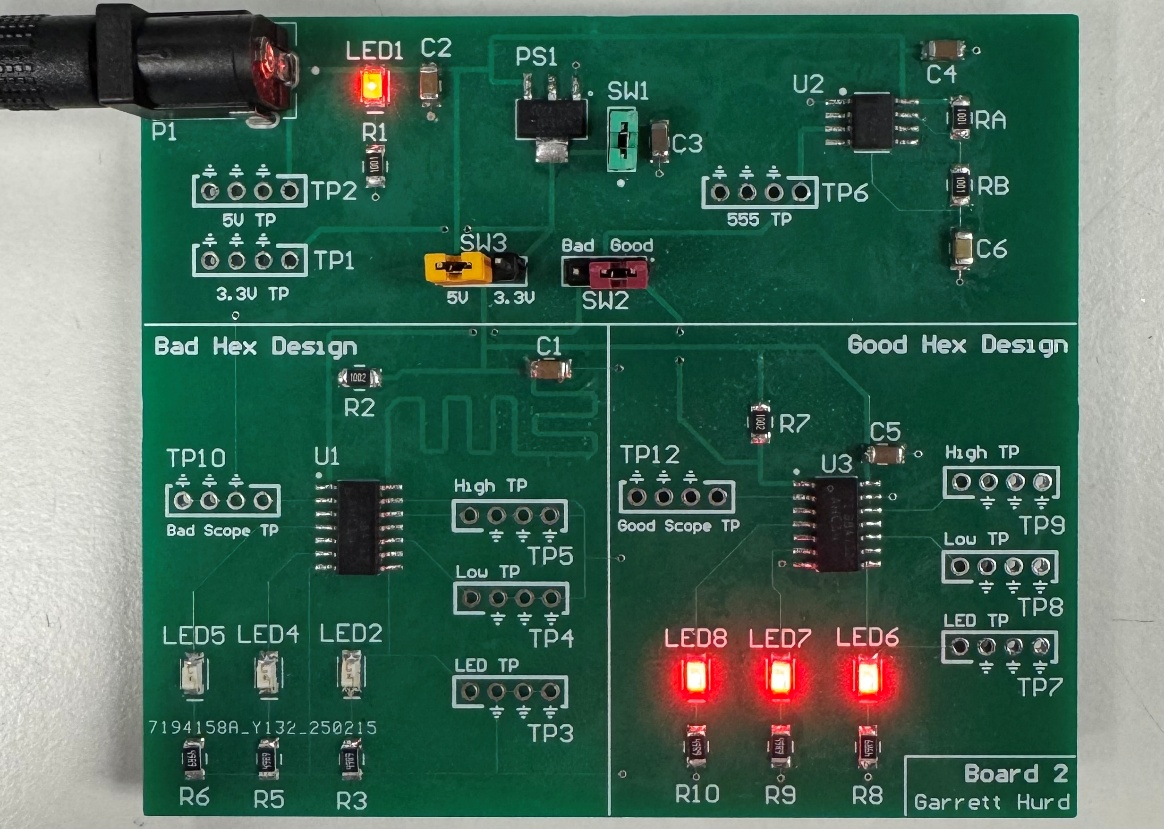 LED1
C2
PS1
SW1
U2
C4
P1
R1
1001
C3
RA
1001
TP2
5V TP
TP6
555 TP
RB
1001
TP1
3.3V TP
SW3
5V 3.3V
Bad Good
SW2
C6
Bad Hex Design
Good Hex Design
C1
1002
R2
1002
R7
C5
TP10
Bad Scope TP
U1
High TP
TP5
Low TP
TP4
LED TP
TP3
TP12
Good Scope TP
U3
High TP
TP9
Low TP
TP8
LED TP
TP7
LED5 LED4 LED2
LED8 LED7 LED6
7194158A_Y132_250215
R6 R5 R3
R10 R9 R8
Board 2
Garrett Hurd